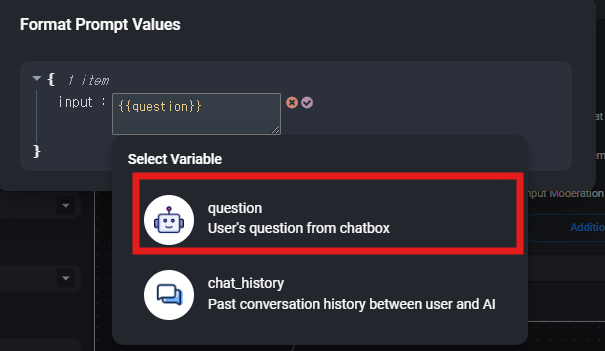 Format Prompt Values
{ 1 item
input : {{question}}
}
Select Variable
question
User's question from chatbox
chat_history
Past conversation history between user and AI
nput Moderation
Additio